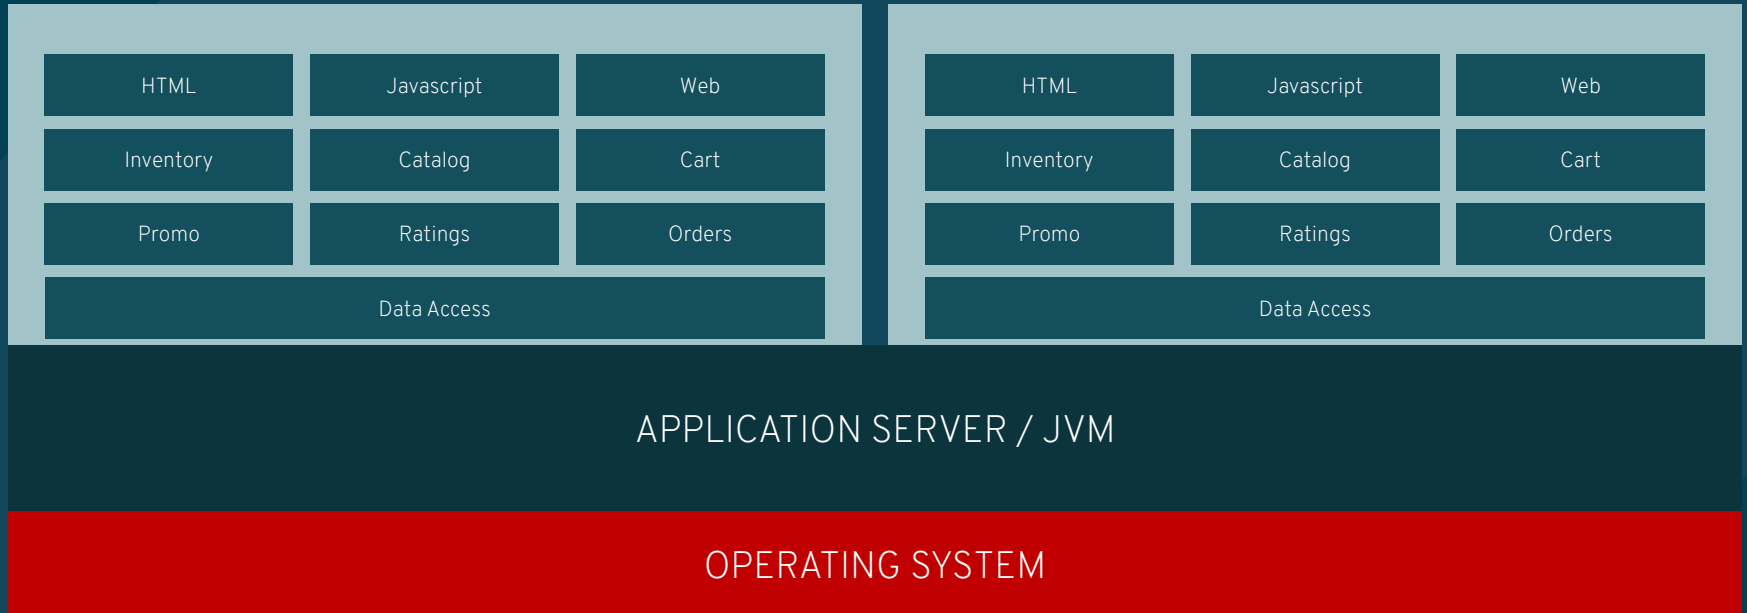 HTML Javascript Web
Inventory Catalog Cart
Promo Ratings Orders
Data Access
HTML Javascript Web
Inventory Catalog Cart
Promo Ratings Orders
Data Access
APPLICATION SERVER / JVM
OPERATING SYSTEM